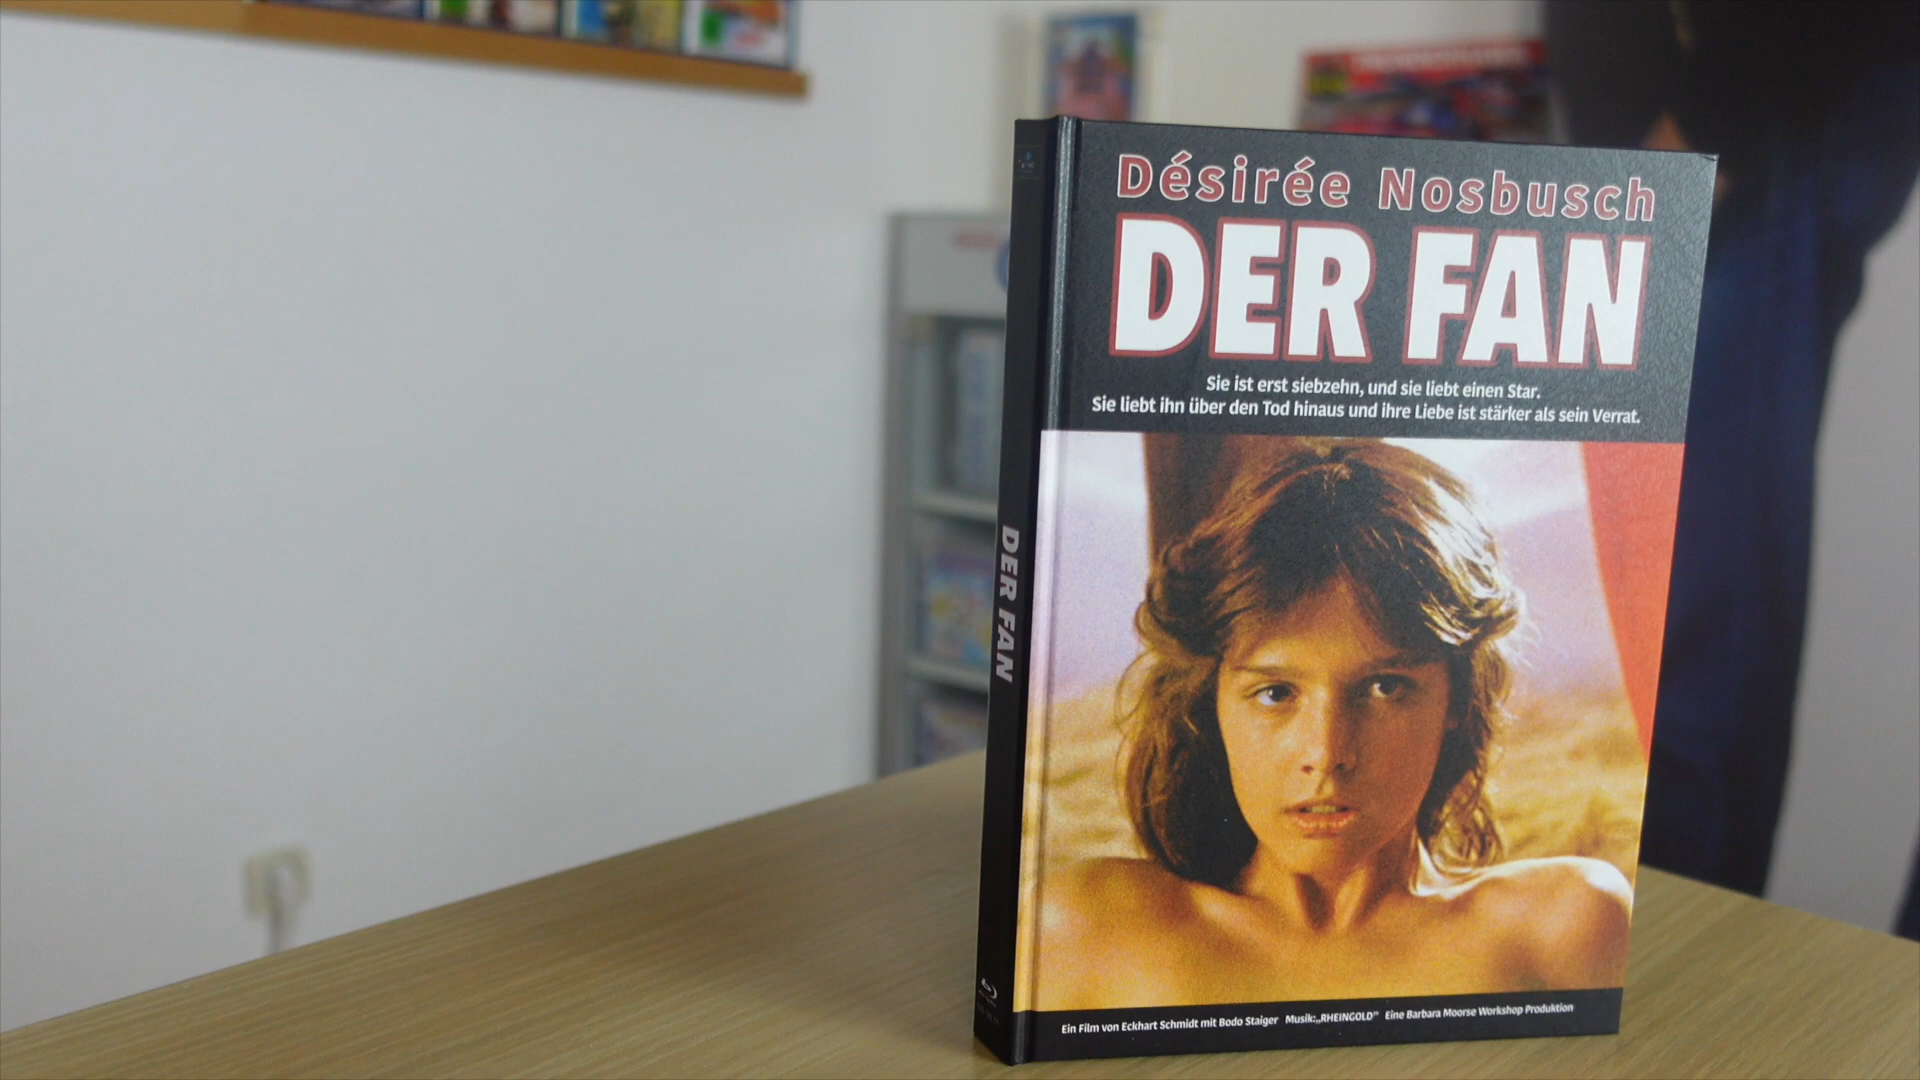 Désirée Nosbusch
DER FAN
Sie ist erst siebzehn, und sie liebt einen Star.
Sie liebt ihn über den Tod hinaus und ihre Liebe ist stärker als sein Verrat.
DER FAN
Ein Film von Eckhart Schmidt mit Bodo Staiger Musik:„RHEINGOLD” Eine Barbara Moorse Workshop Produktion